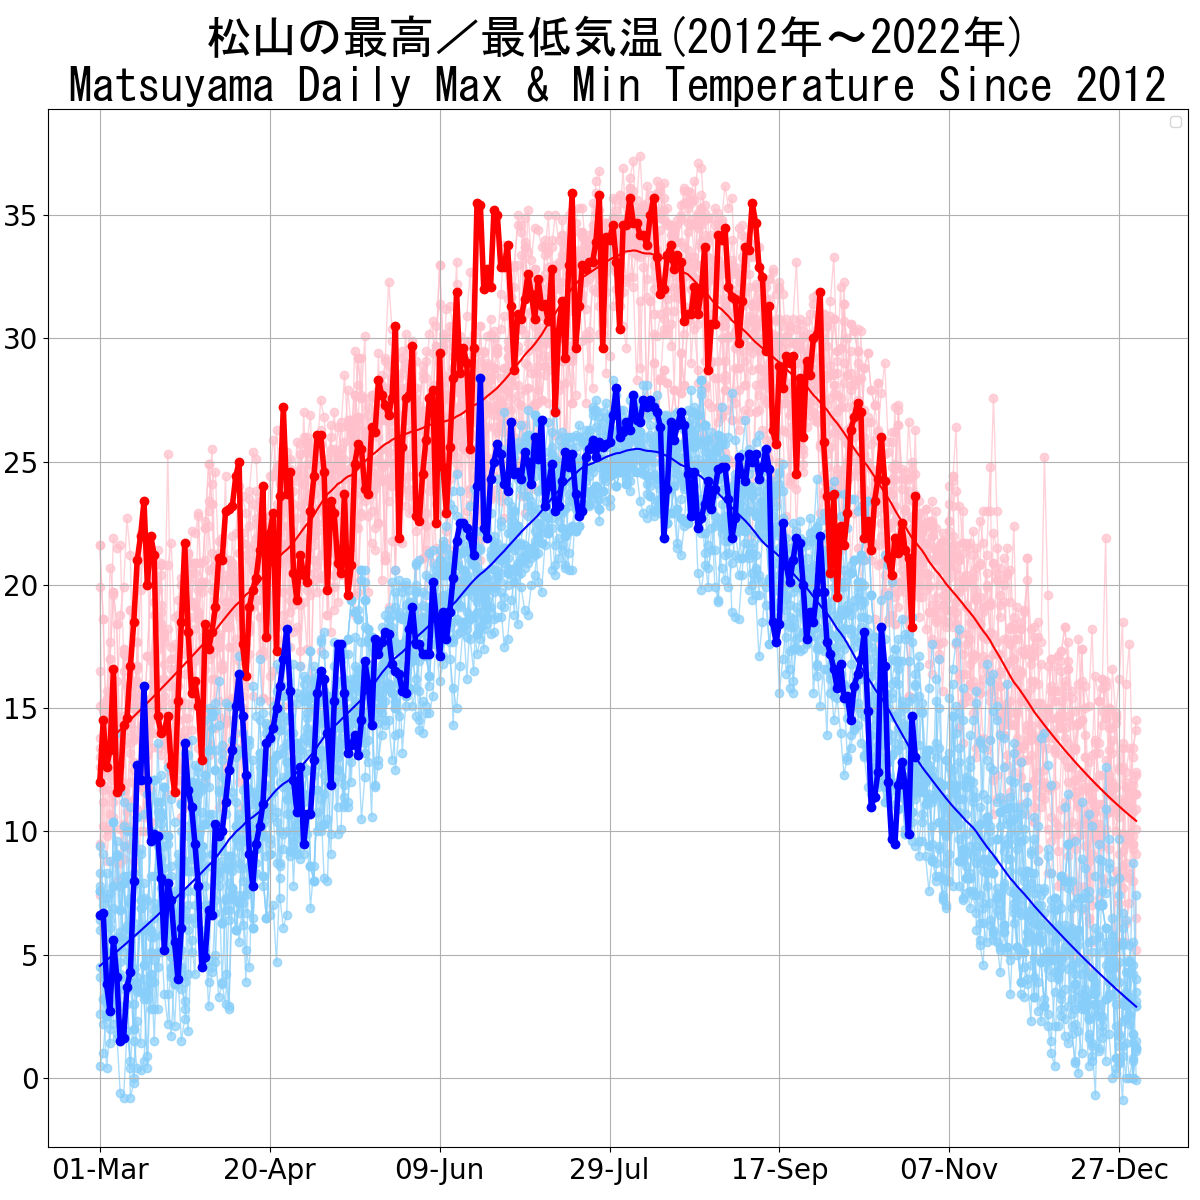 松山の最高／最低気温(2012年〜2022年)
Matsuyama Daily Max & Min Temperature Since 2012
35
30
25
20
15
10
5
0
01-Mar 20-Apr 09-Jun 29-Jul 17-Sep 07-Nov 27-Dec